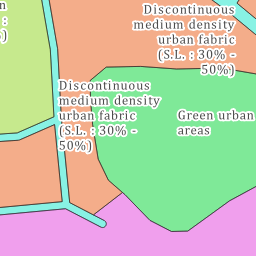 Discontinuous
medium density
urban fabric
(S.L. : 30% -
50%)
Discontinuous
medium density
urban fabric
(S.L. : 30% -
50%)
Green urban
areas